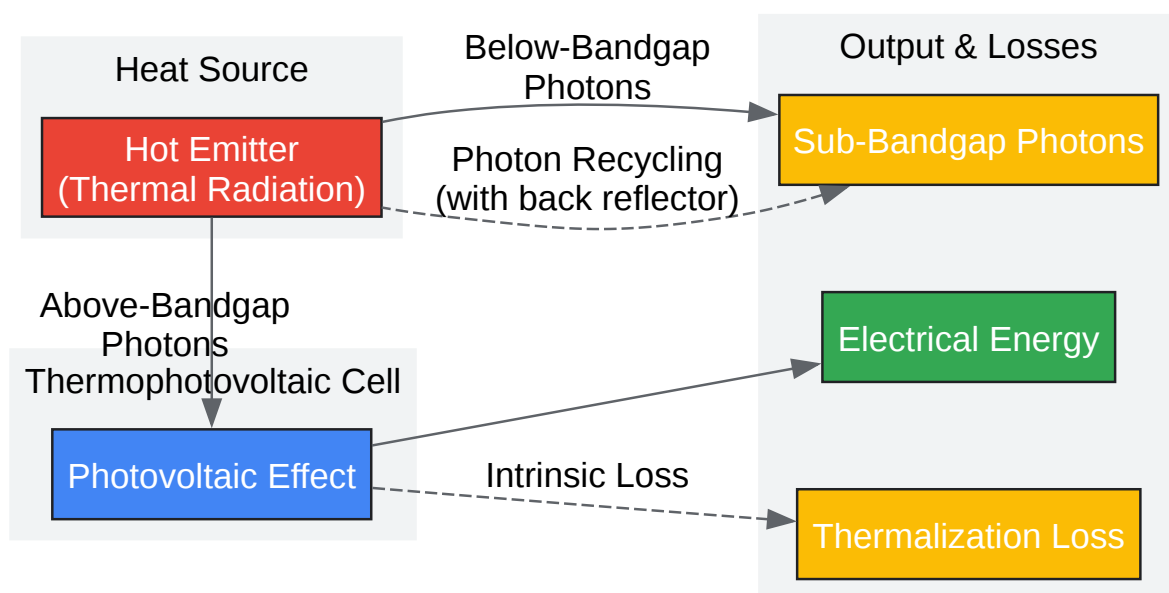 Heat Source
Hot Emitter
(Thermal Radiation)
Below-Bandgap
Photons
Photon Recycling
(with back reflector)
Output & Losses
Sub-Bandgap Photons
Above-Bandgap
Photons
Thermophotovoltaic Cell
Photovoltaic Effect
Electrical Energy
Intrinsic Loss
Thermalization Loss